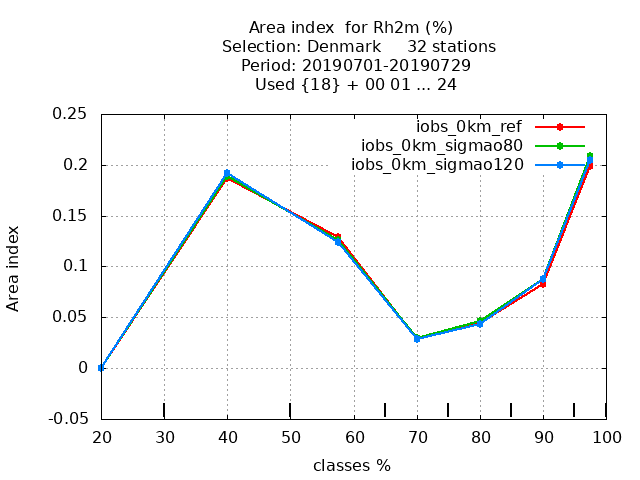 Area index  for Rh2m (%)
Selection: Denmark     32 stations
Period: 20190701-20190729
Used {18} + 00 01 ... 24
iobs_0km_ref
iobs_0km_sigmao80
iobs_0km_sigmao120
0.25
0.2
0.15
0.1
0.05
0
-0.05
Area index
20 30 40 50 60 70 80 90 100
classes %